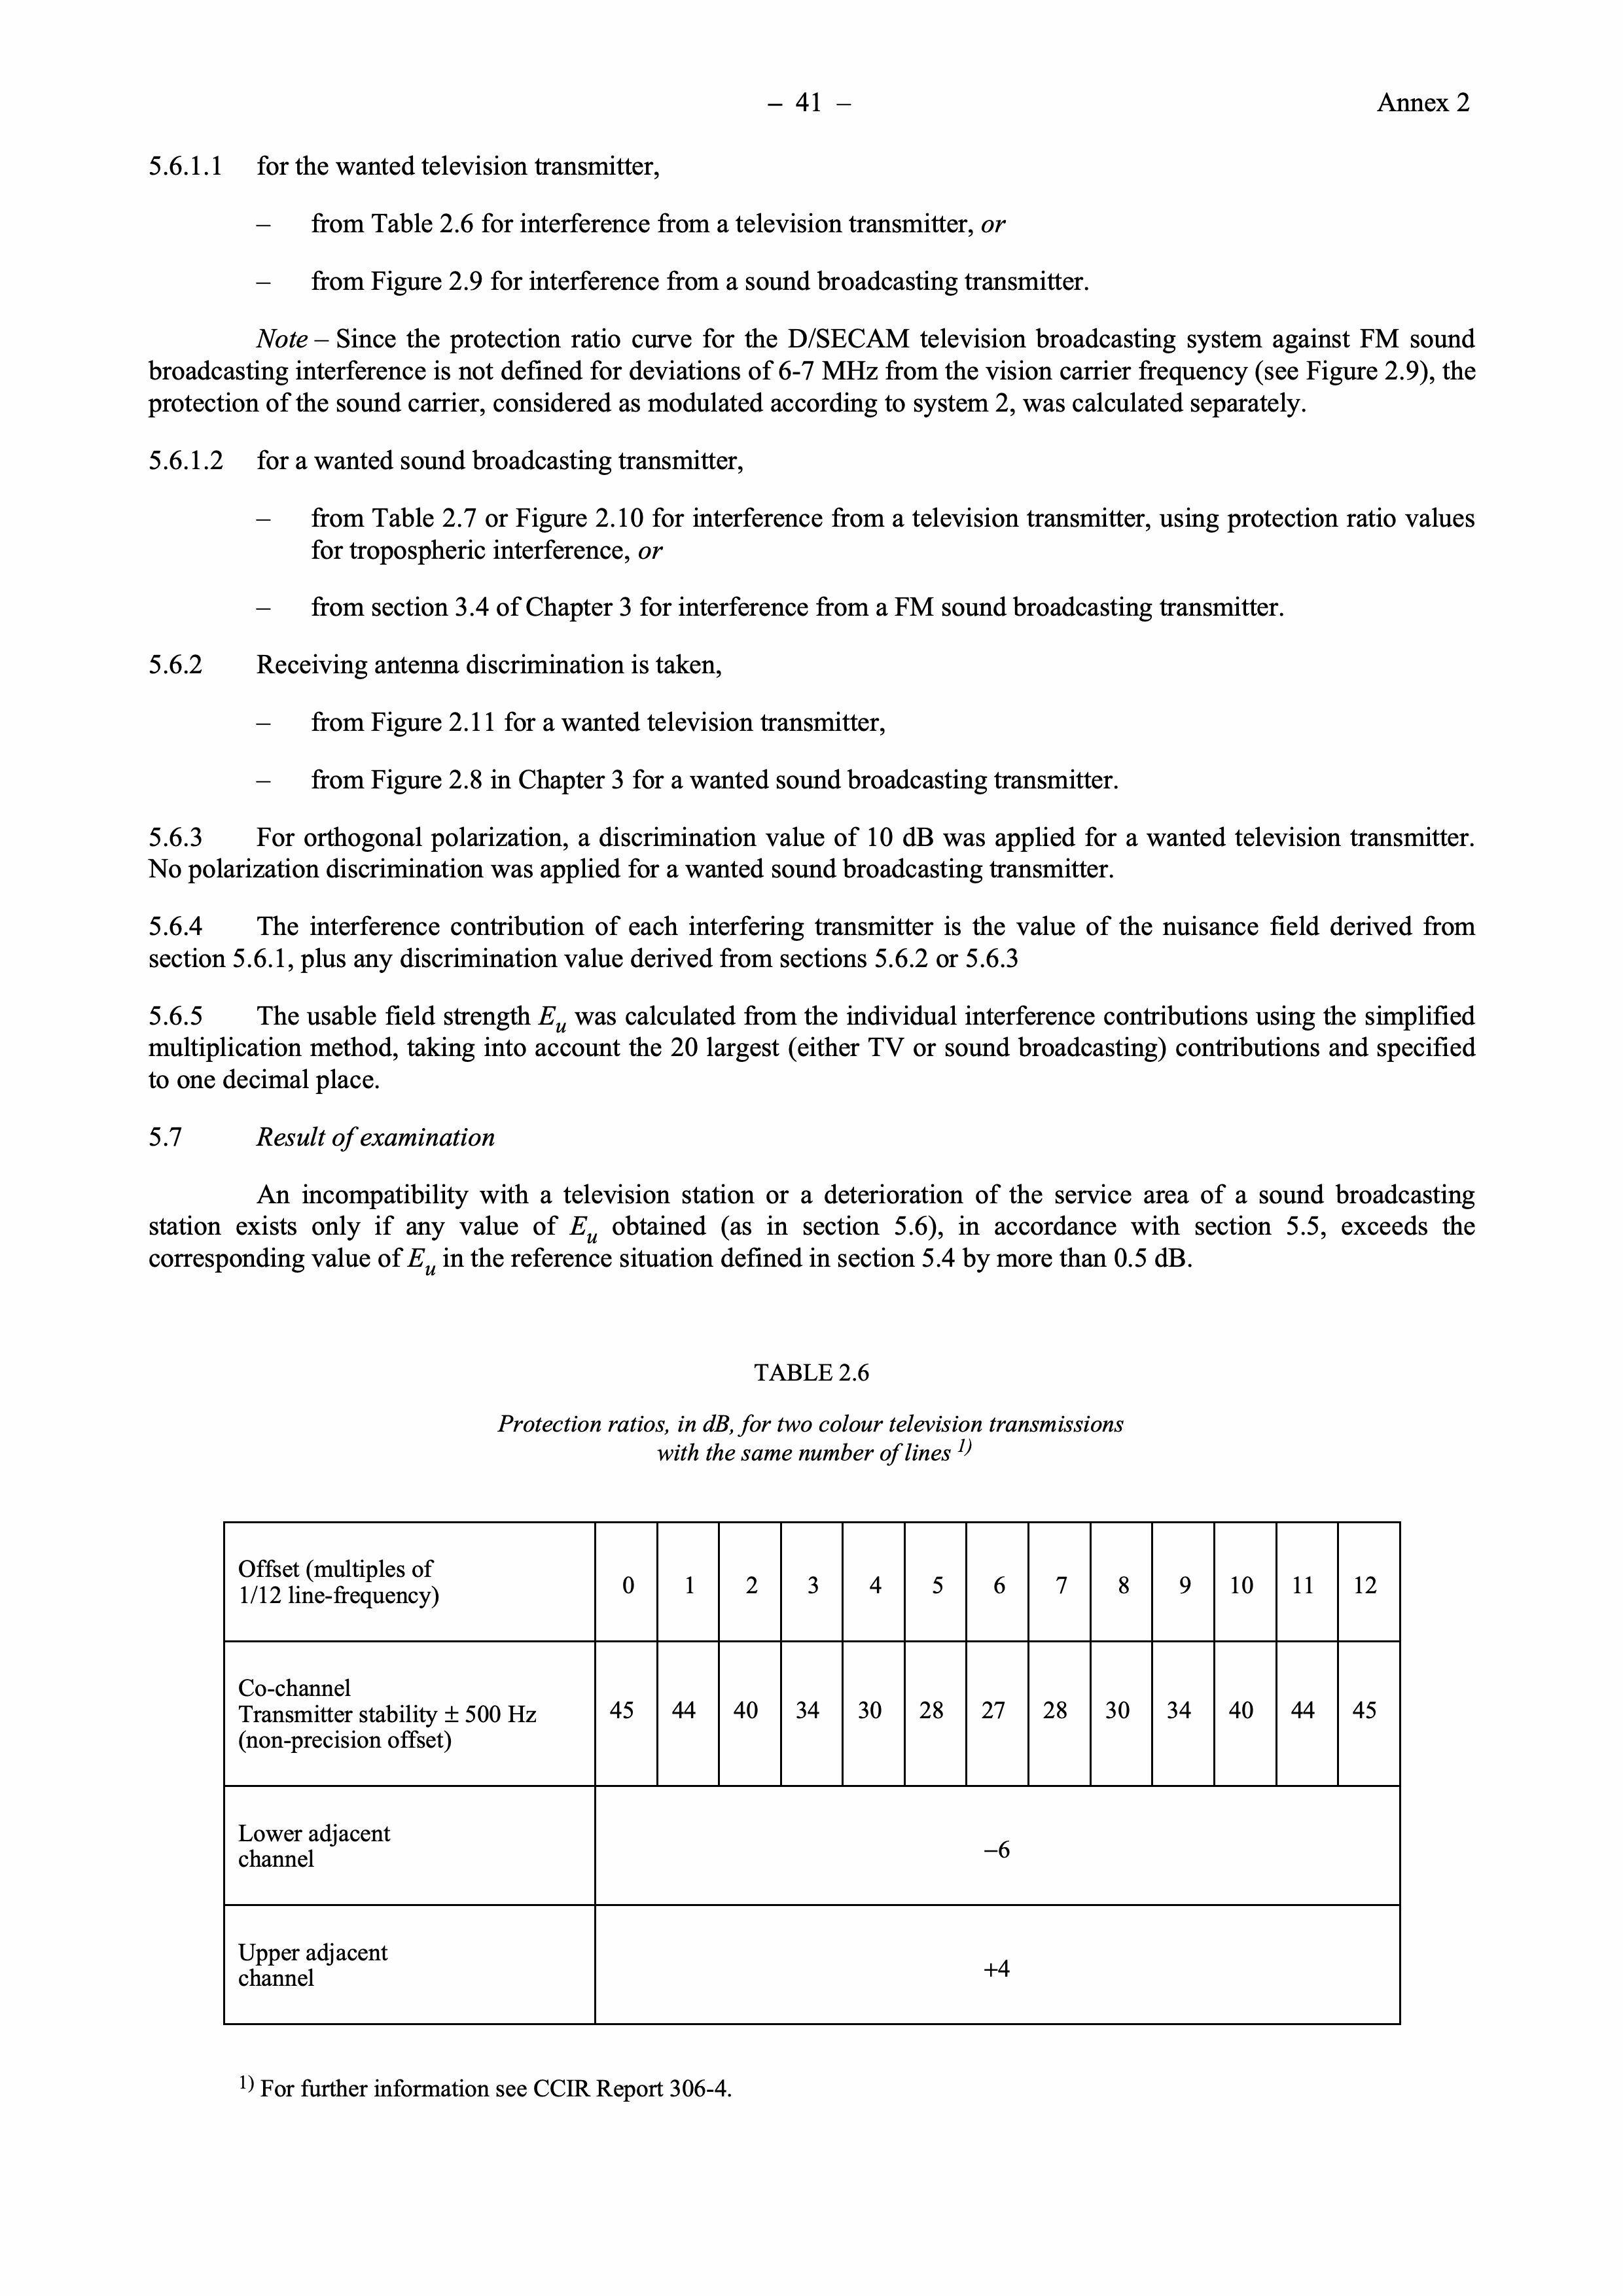 – 41 –
Annex 2
5.6.1.1 for the wanted television transmitter,
– from Table 2.6 for interference from a television transmitter, or
– from Figure 2.9 for interference from a sound broadcasting transmitter.
Note – Since the protection ratio curve for the D/SECAM television broadcasting system against FM sound
broadcasting interference is not defined for deviations of 6-7 MHz from the vision carrier frequency (see Figure 2.9), the
protection of the sound carrier, considered as modulated according to system 2, was calculated separately.
5.6.1.2 for a wanted sound broadcasting transmitter,
– from Table 2.7 or Figure 2.10 for interference from a television transmitter, using protection ratio values
for tropospheric interference, or
– from section 3.4 of Chapter 3 for interference from a FM sound broadcasting transmitter.
5.6.2 Receiving antenna discrimination is taken,
– from Figure 2.11 for a wanted television transmitter,
– from Figure 2.8 in Chapter 3 for a wanted sound broadcasting transmitter.
5.6.3 For orthogonal polarization, a discrimination value of 10 dB was applied for a wanted television transmitter.
No polarization discrimination was applied for a wanted sound broadcasting transmitter.
5.6.4 The interference contribution of each interfering transmitter is the value of the nuisance field derived from
section 5.6.1, plus any discrimination value derived from sections 5.6.2 or 5.6.3
5.6.5 The usable field strength Eu was calculated from the individual interference contributions using the simplified
multiplication method, taking into account the 20 largest (either TV or sound broadcasting) contributions and specified
to one decimal place.
5.7 Result of examination
An incompatibility with a television station or a deterioration of the service area of a sound broadcasting
station exists only if any value of Eu obtained (as in section 5.6), in accordance with section 5.5, exceeds the
corresponding value of Eu in the reference situation defined in section 5.4 by more than 0.5 dB.
TABLE 2.6
Protection ratios, in dB, for two colour television transmissions
with the same number of lines 1)
Offset (multiples of
1/12 line-frequency) 0 1 2 3 4 5 6 7 8 9 10 11 12
Co-channel
Transmitter stability ± 500 Hz 45 44 40 34 30 28 27 28 30 34 40 44 45
(non-precision offset)
Lower adjacent
channel
–6
Upper adjacent
channel
+4
1) For further information see CCIR Report 306-4.